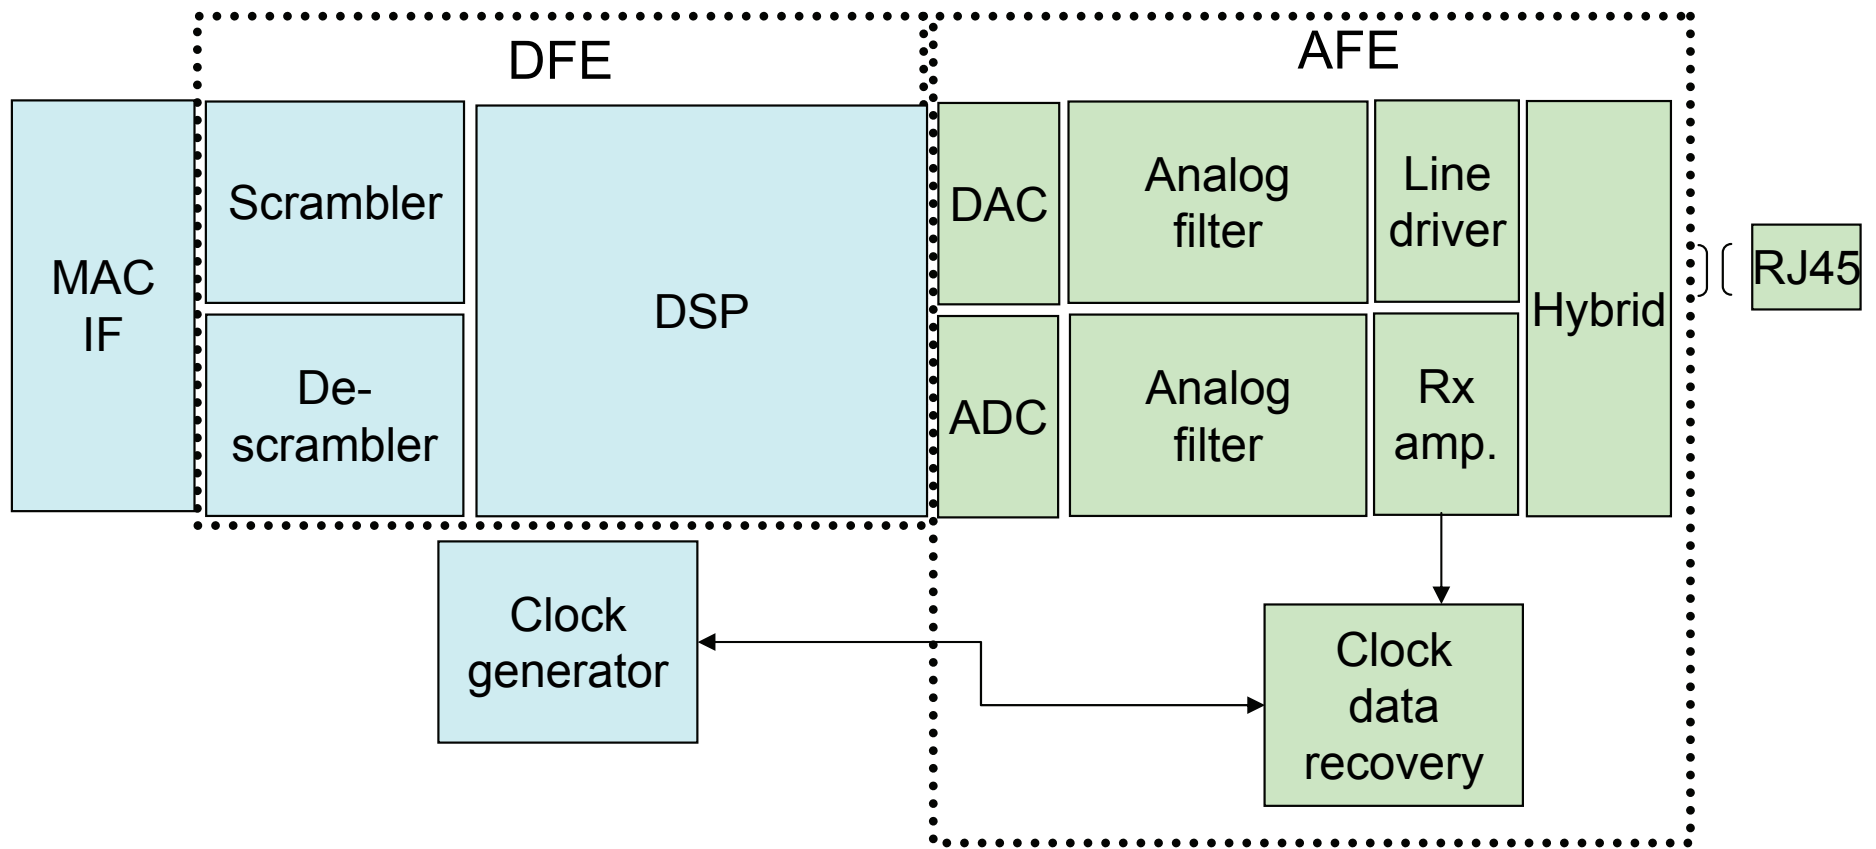 DFE
AFE
MAC
IF
Scrambler
De-
scrambler
DSP
DAC
ADC
Analog
filter
Analog
filter
Line
driver
Rx
amp.
Hybrid
RJ45
Clock
generator
Clock
data
recovery